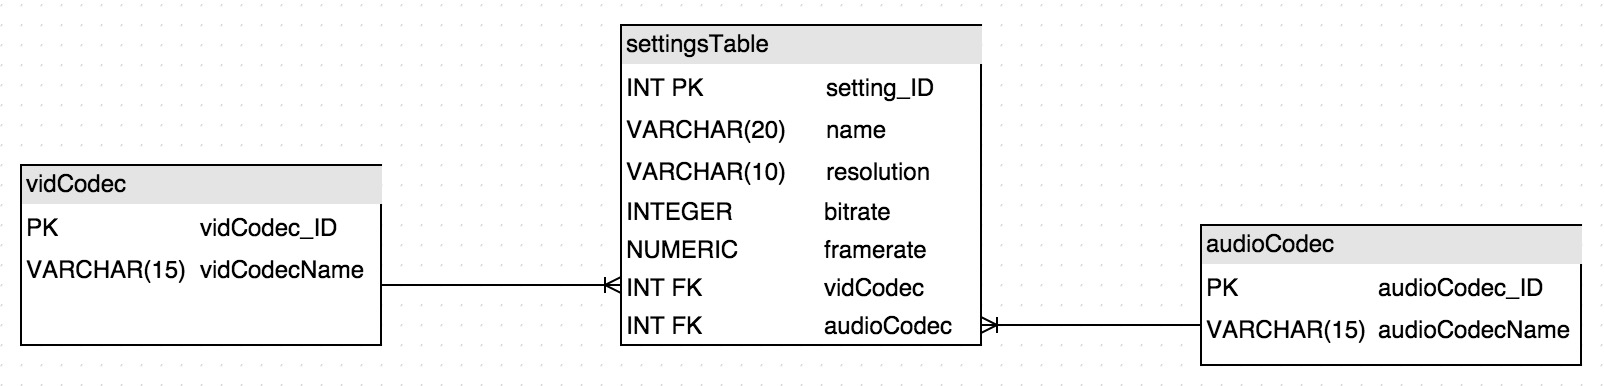 vidCodec
PK vidCodec_ID
VARCHAR(15) vidCodecName
settingsTable
INT PK setting_ID
VARCHAR(20) name
VARCHAR(10) resolution
INTEGER bitrate
NUMERIC framerate
INT FK vidCodec
INT FK audioCodec
audioCodec
PK audioCodec_ID
VARCHAR(15) audioCodecName